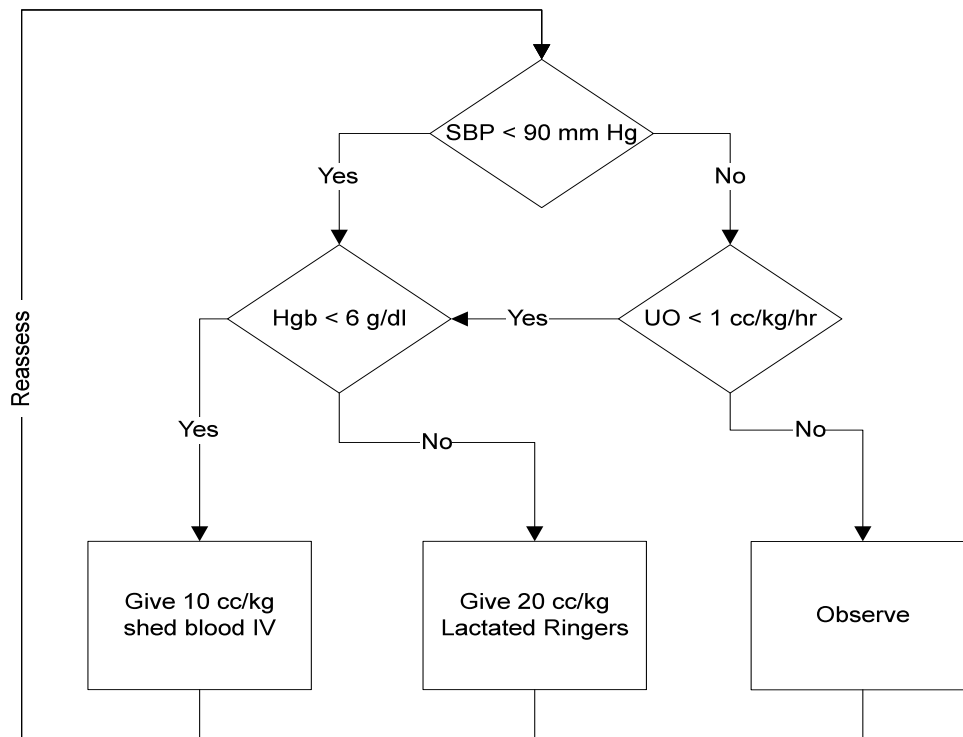 SBP < 90 mm Hg
Yes
No
Hgb < 6 g/dl
Yes
UO < 1 cc/kg/hr
Reassess
Yes
No
No
Give 10 cc/kg
shed blood IV
Give 20 cc/kg
Lactated Ringers
Observe